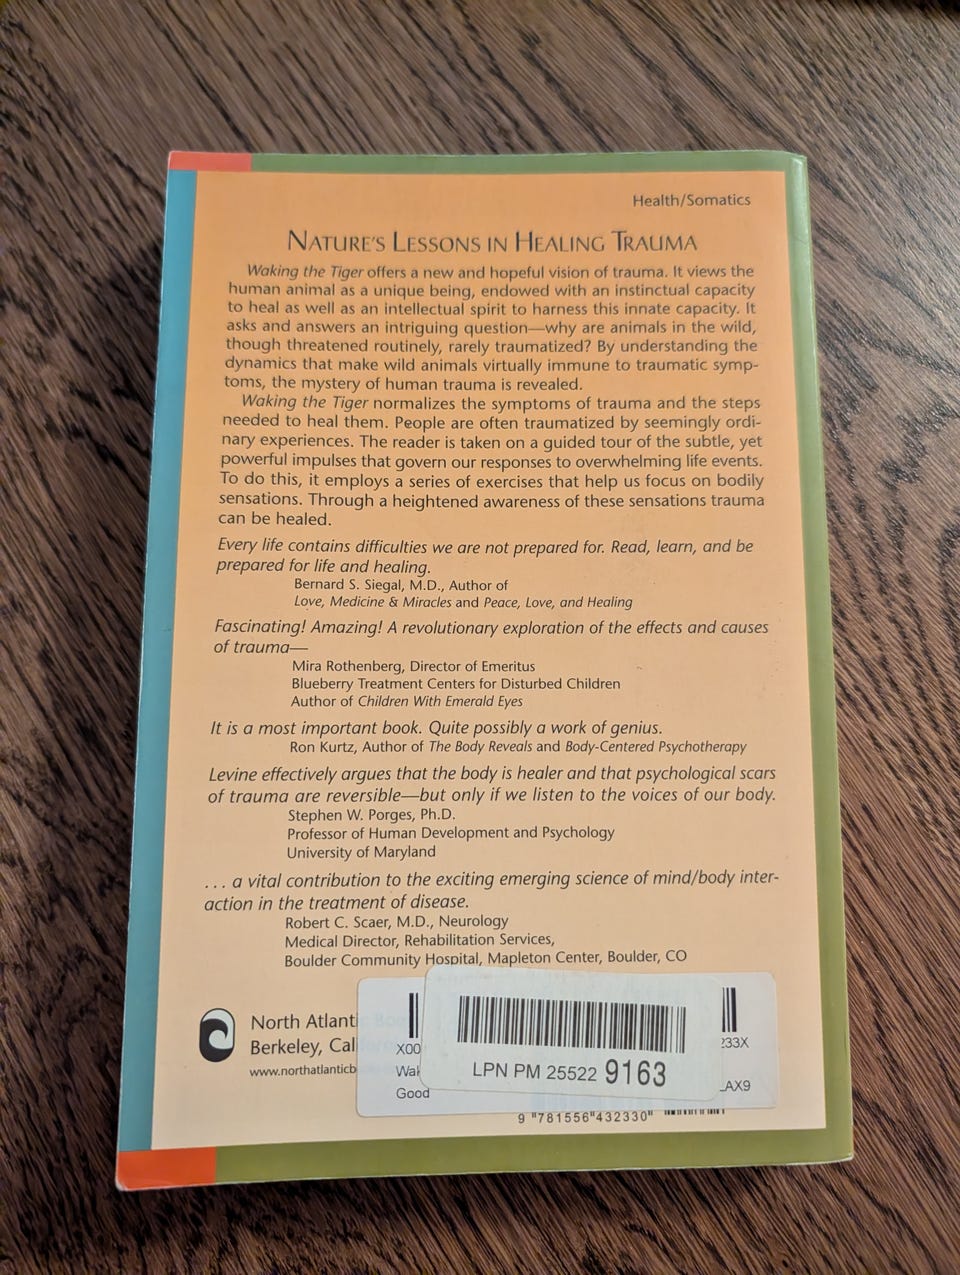 Health/Somatics
NATURE'S LESSONS IN HEALING TRAUMA
Waking the Tiger offers a new and hopeful vision of trauma. It views the
human animal as a unique being, endowed with an instinctual capacity
to heal as well as an intellectual spirit to harness this innate capacity. It
asks and answers an intriguing question—why are animals in the wild,
though threatened routinely, rarely traumatized? By understanding the
dynamics that make wild animals virtually immune to traumatic symp-
toms, the mystery of human trauma is revealed.
Waking the Tiger normalizes the symptoms of trauma and the steps
needed to heal them. People are often traumatized by seemingly ordi-
nary experiences. The reader is taken on a guided tour of the subtle, yet
powerful impulses that govern our responses to overwhelming life events.
To do this, it employs a series of exercises that help us focus on bodily
sensations. Through a heightened awareness of these sensations trauma
can be healed.
Every life contains difficulties we are not prepared for. Read, learn, and be
prepared for life and healing.
Bernard S. Siegal, M.D., Author of
Love, Medicine & Miracles and Peace, Love, and Healing
Fascinating! Amazing! A revolutionary exploration of the effects and causes
of trauma—
Mira Rothenberg, Director of Emeritus
Blueberry Treatment Centers for Disturbed Children
Author of Children With Emerald Eyes
It is a most important book. Quite possibly a work of genius.
Ron Kurtz, Author of The Body Reveals and Body-Centered Psychotherapy
Levine effectively argues that the body is healer and that psychological scars
of trauma are reversible—but only if we listen to the voices of our body.
Stephen W. Porges, Ph.D.
Professor of Human Development and Psychology
University of Maryland
. . . a vital contribution to the exciting emerging science of mind/body inter-
action in the treatment of disease.
Robert C. Scaer, M.D., Neurology
Medical Director, Rehabilitation Services,
Boulder Community Hospital, Mapleton Center, Boulder, CO
North Atlantic Boo
Berkeley, Cal
www.northatlanticb
X00
233X
Wak
LAX9
Good
LPN PM 25522 9163
9 781556 432330